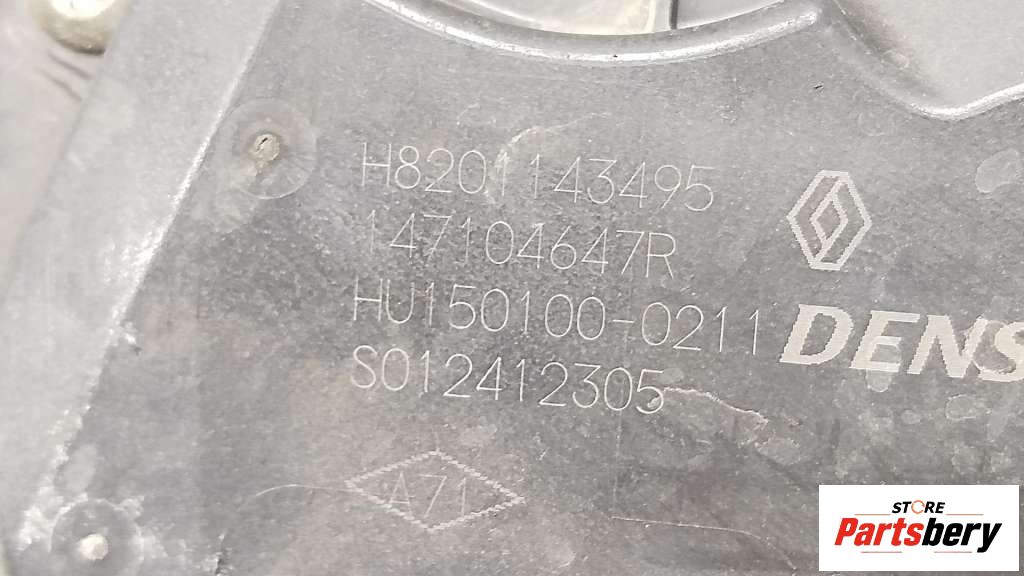 H8201143495
147104647R
HU150100-0211
S012412305
DENS
A71
STORE
Partsbery